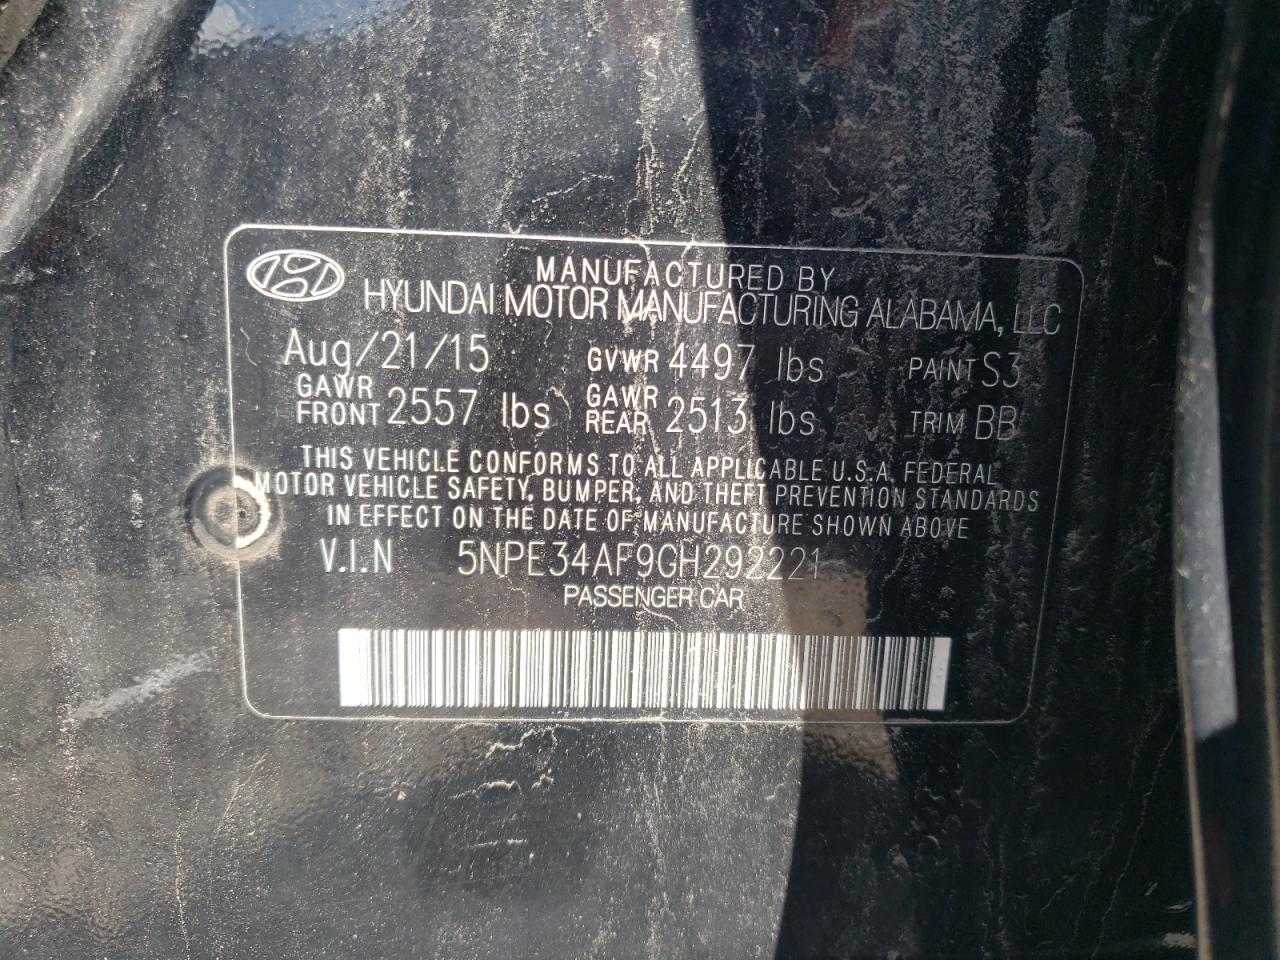 MANUFACTURED BY
HYUNDAI MOTOR MANUFACTURING ALABAMA, LLC
Aug/21/15 GVWR 4497 lbs PAINT S3
GAWR FRONT 2557 lbs GAWR REAR 2513 lbs TRIM BB
THIS VEHICLE CONFORMS TO ALL APPLICABLE U.S.A. FEDERAL
MOTOR VEHICLE SAFETY, BUMPER, AND THEFT PREVENTION STANDARDS
IN EFFECT ON THE DATE OF MANUFACTURE SHOWN ABOVE
V.I.N 5NPE34AF9GH292221
PASSENGER CAR